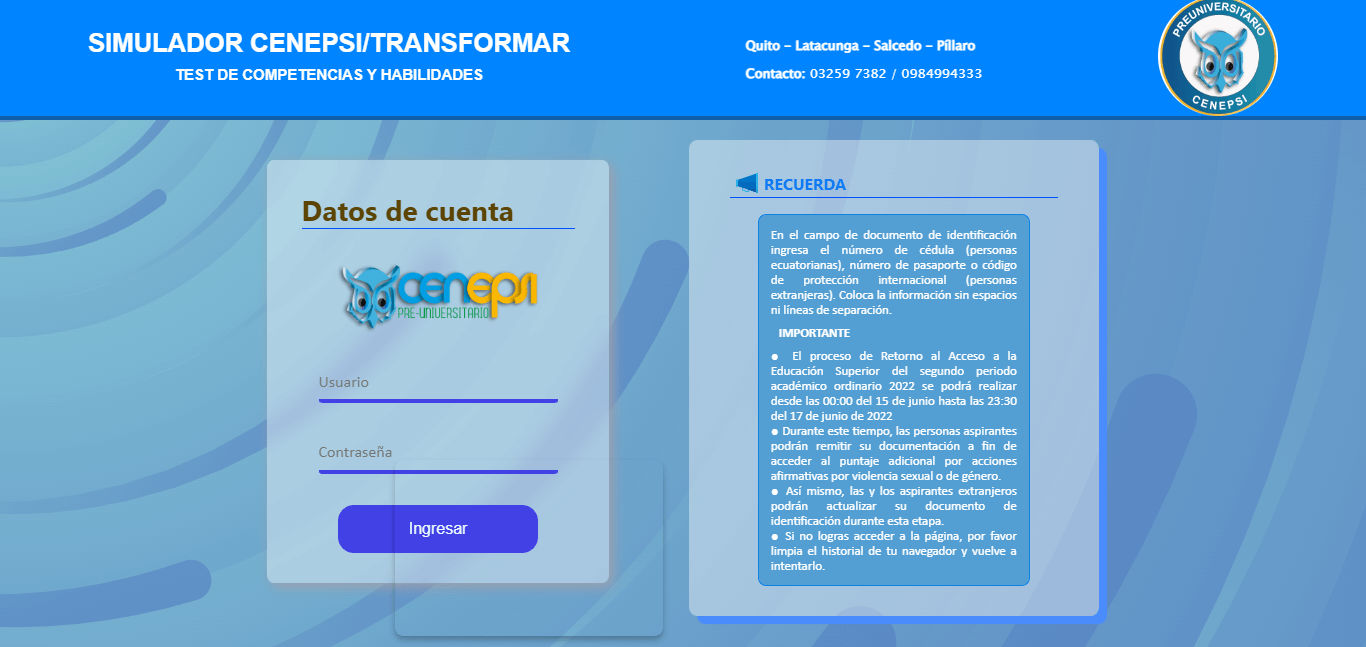 SIMULADOR CENEPSI/TRANSFORMAR
TEST DE COMPETENCIAS Y HABILIDADES
Quito – Latacunga – Salcedo – Píllaro
Contacto: 03259 7382 / 0984994333
PREUNIVERSITARIO
CENEPSI
Datos de cuenta
cenepsi
PRE-UNIVERSITARIO
Usuario
Contraseña
Ingresar
RECUERDA
En el campo de documento de identificación
ingresa el número de cédula (personas
ecuatorianas), número de pasaporte o código
de protección internacional (personas
extranjeras). Coloca la información sin espacios
ni líneas de separación.
IMPORTANTE
● El proceso de Retorno al Acceso a la
Educación Superior del segundo periodo
académico ordinario 2022 se podrá realizar
desde las 00:00 del 15 de junio hasta las 23:30
del 17 de junio de 2022
● Durante este tiempo, las personas aspirantes
podrán remitir su documentación a fin de
acceder al puntaje adicional por acciones
afirmativas por violencia sexual o de género.
● Así mismo, las y los aspirantes extranjeros
podrán actualizar su documento de
identificación durante esta etapa.
● Si no logras acceder a la página, por favor
limpia el historial de tu navegador y vuelve a
intentarlo.